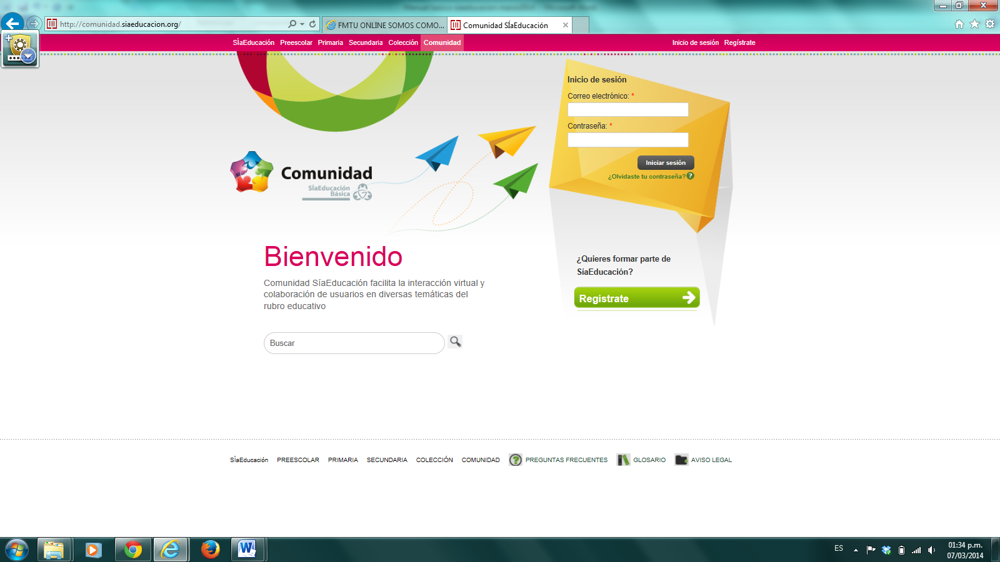 http://comunidad.siaeducacion.org/
FMTU ONLINE SOMOS COMO...
Comunidad SÍaEducación
SÍaEducación Preescolar Primaria Secundaria Colección Comunidad
Inicio de sesión Regístrate
Inicio de sesión
Correo electrónico: *
Contraseña: *
Iniciar sesión
¿Olvidaste tu contraseña?
Comunidad
SíaEducación
Básica
Bienvenido
Comunidad SíaEducación facilita la interacción virtual y
colaboración de usuarios en diversas temáticas del
rubro educativo
Buscar
¿Quieres formar parte de
SíaEducación?
Regístrate
SÍaEducación PREESCOLAR PRIMARIA SECUNDARIA COLECCIÓN COMUNIDAD PREGUNTAS FRECUENTES GLOSARIO AVISO LEGAL
ES
01:34 p.m.
07/03/2014